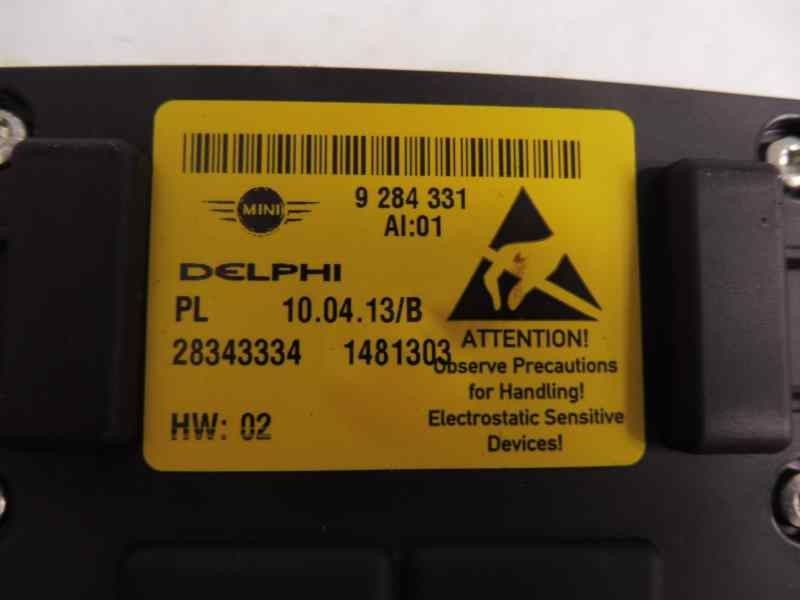 MINI
9 284 331
AI:01
DELPHI
PL 10.04.13/B
28343334 1481303
HW: 02
ATTENTION!
Observe Precautions
for Handling!
Electrostatic Sensitive
Devices!